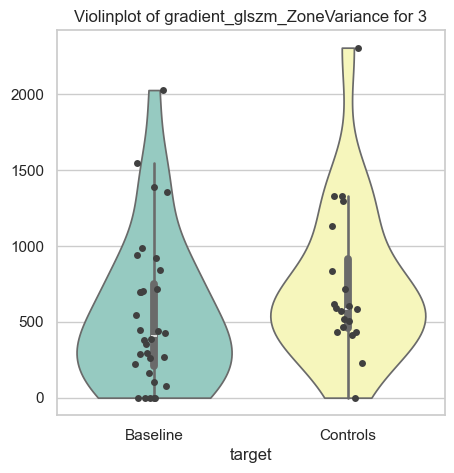 Violinplot of gradient_glszm_ZoneVariance for 3
2000
1500
1000
500
0
Baseline
Controls
target